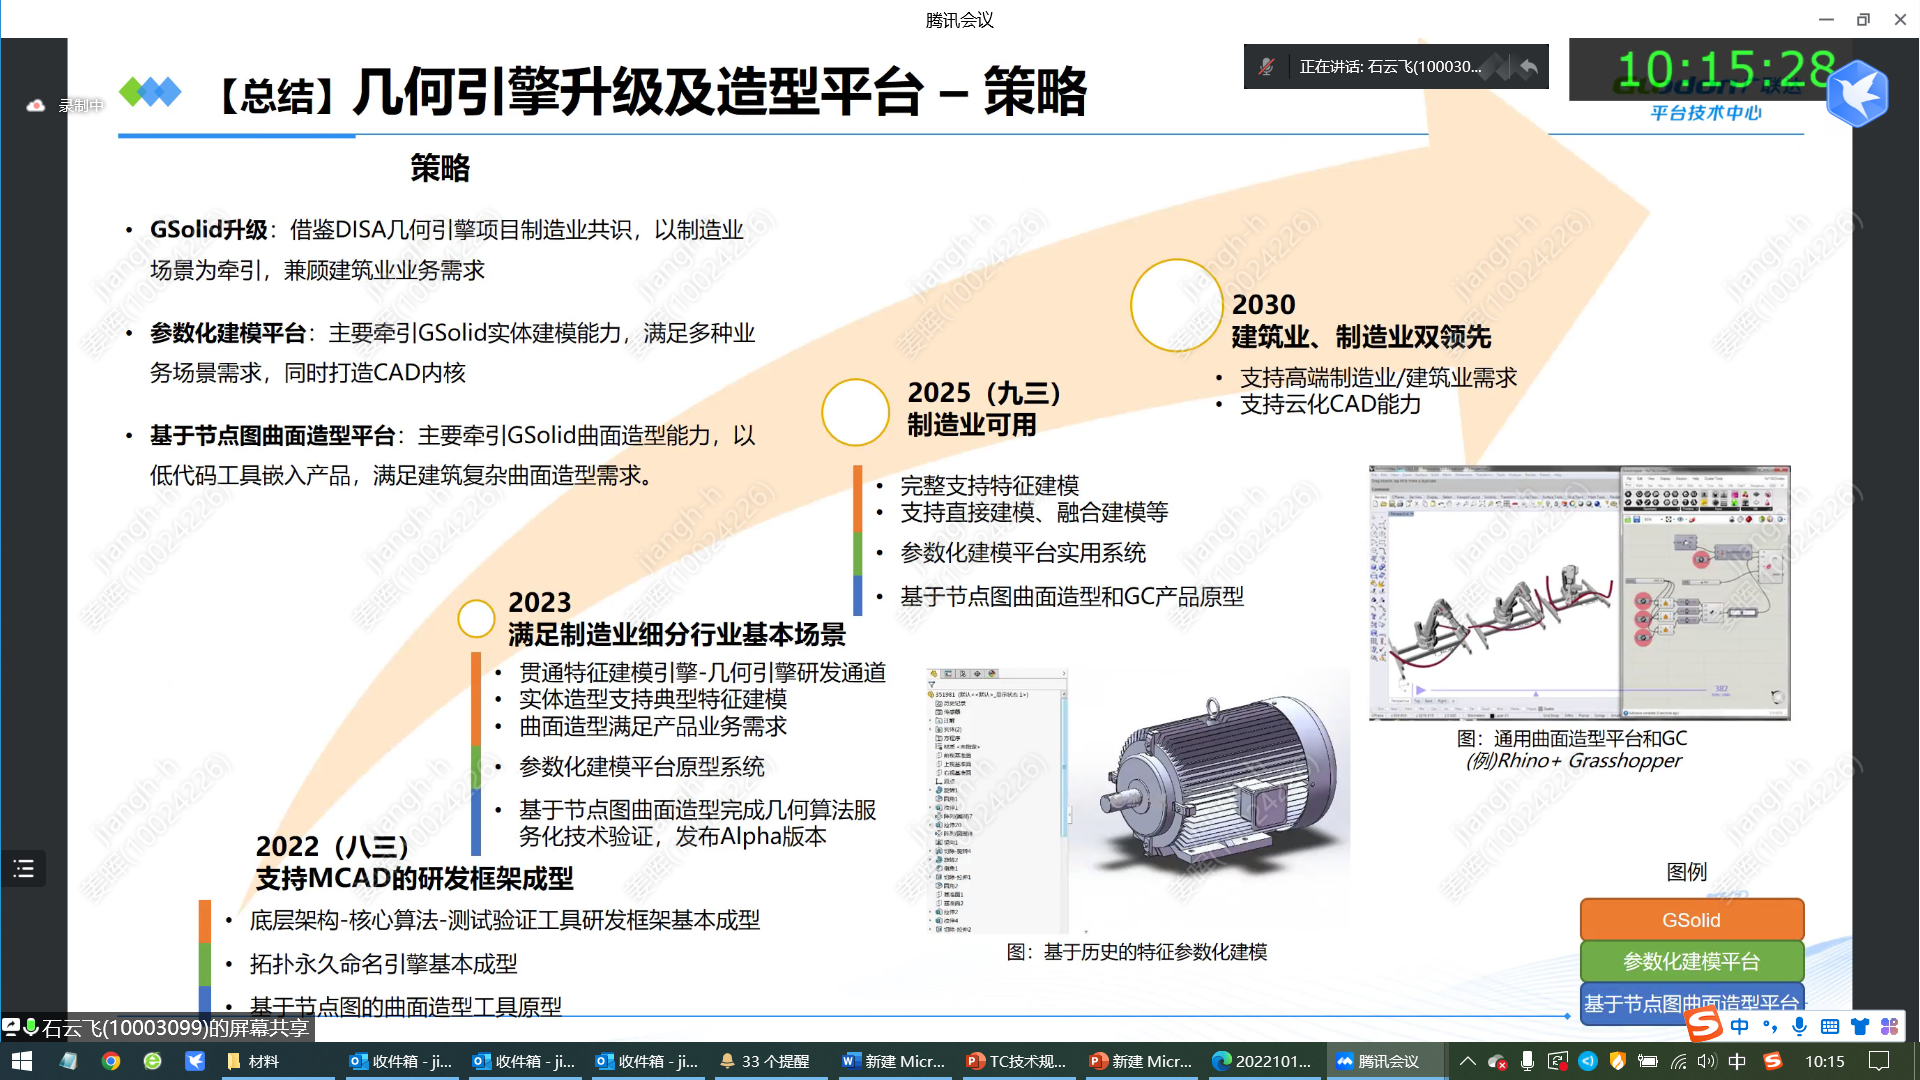 腾讯会议
录制中
【总结】几何引擎升级及造型平台 – 策略
正在讲话: 石云飞(100030...
10:15:28
平台技术中心
策略
• GSolid升级：借鉴DISA几何引擎项目制造业共识，以制造业
场景为牵引，兼顾建筑业业务需求
• 参数化建模平台：主要牵引GSolid实体建模能力，满足多种业
务场景需求，同时打造CAD内核
• 基于节点图曲面造型平台：主要牵引GSolid曲面造型能力，以
低代码工具嵌入产品，满足建筑复杂曲面造型需求。
2030
建筑业、制造业双领先
• 支持高端制造业/建筑业需求
• 支持云化CAD能力
2025（九三）
制造业可用
• 完整支持特征建模
• 支持直接建模、融合建模等
• 参数化建模平台实用系统
• 基于节点图曲面造型和GC产品原型
2023
满足制造业细分行业基本场景
• 贯通特征建模引擎-几何引擎研发通道
• 实体造型支持典型特征建模
• 曲面造型满足产品业务需求
• 参数化建模平台原型系统
• 基于节点图曲面造型完成几何算法服
务化技术验证，发布Alpha版本
2022（八三）
支持MCAD的研发框架成型
• 底层架构-核心算法-测试验证工具研发框架基本成型
• 拓扑永久命名引擎基本成型
• 基于节点图的曲面造型工具原型
382
图：通用曲面造型平台和GC
(例)Rhino+ Grasshopper
图：基于历史的特征参数化建模
图例
GSolid
参数化建模平台
基于节点图曲面造型平台
jiangh-h
姜晖(10024226)
石云飞(10003099)的屏幕共享
中
材料
收件箱 - ji...
收件箱 - ji...
收件箱 - ji...
33 个提醒
新建 Micr...
TC技术规...
新建 Micr...
2022101...
腾讯会议
中
10:15